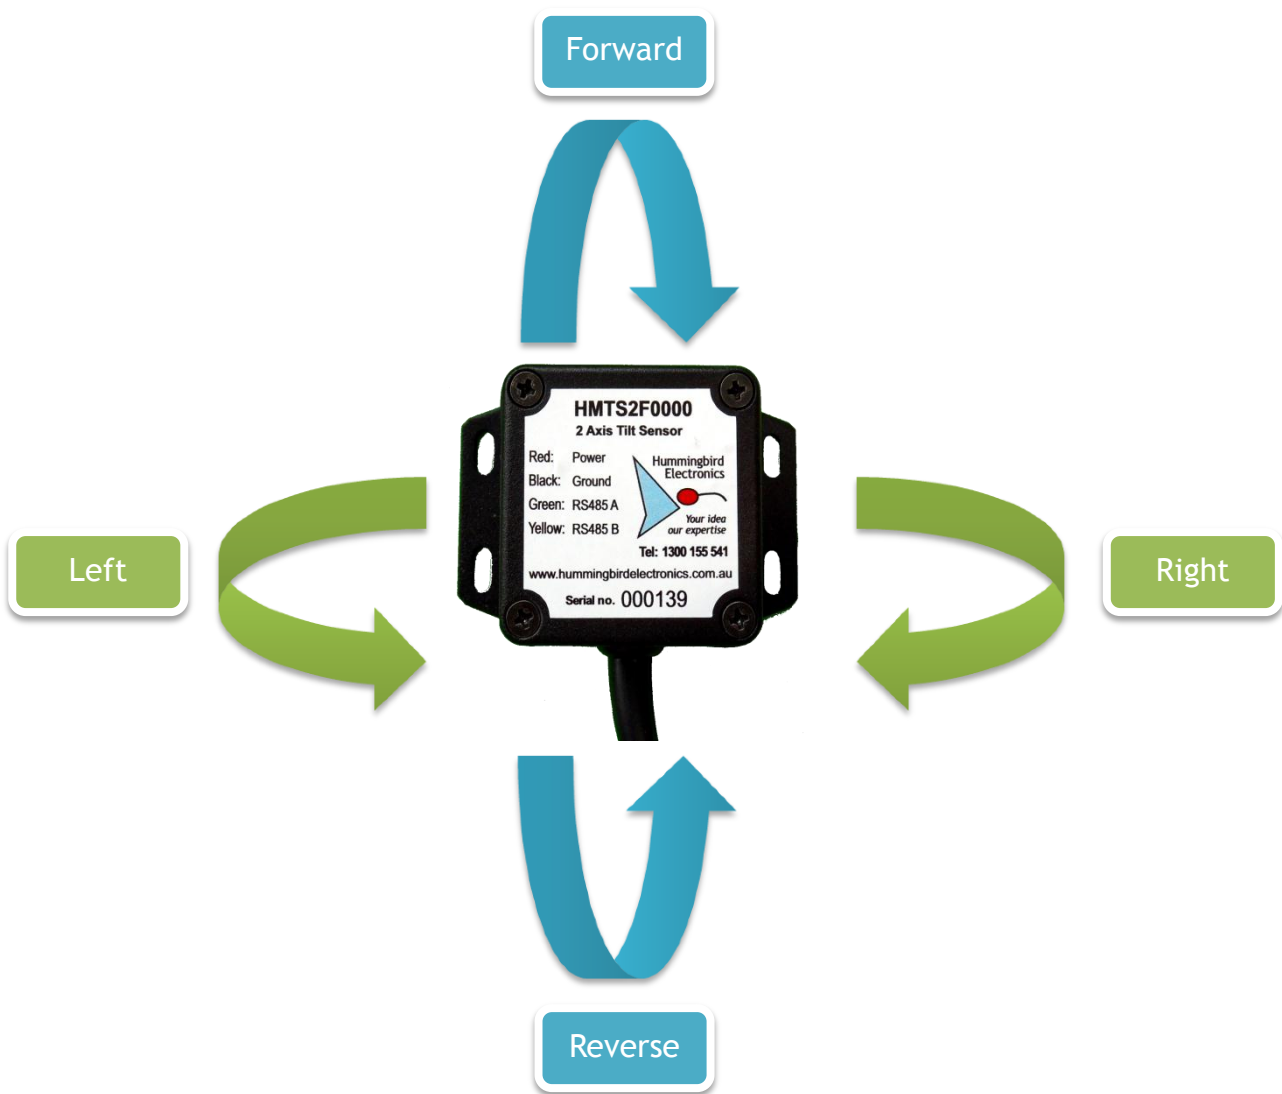 Forward
HMTS2F0000
2 Axis Tilt Sensor
Red: Power
Black: Ground
Green: RS485 A
Yellow: RS485 B
Hummingbird
Electronics
Your idea
our expertise
Tel: 1300 155 541
www.hummingbirdelectronics.com.au
Serial no. 000139
Left
Right
Reverse